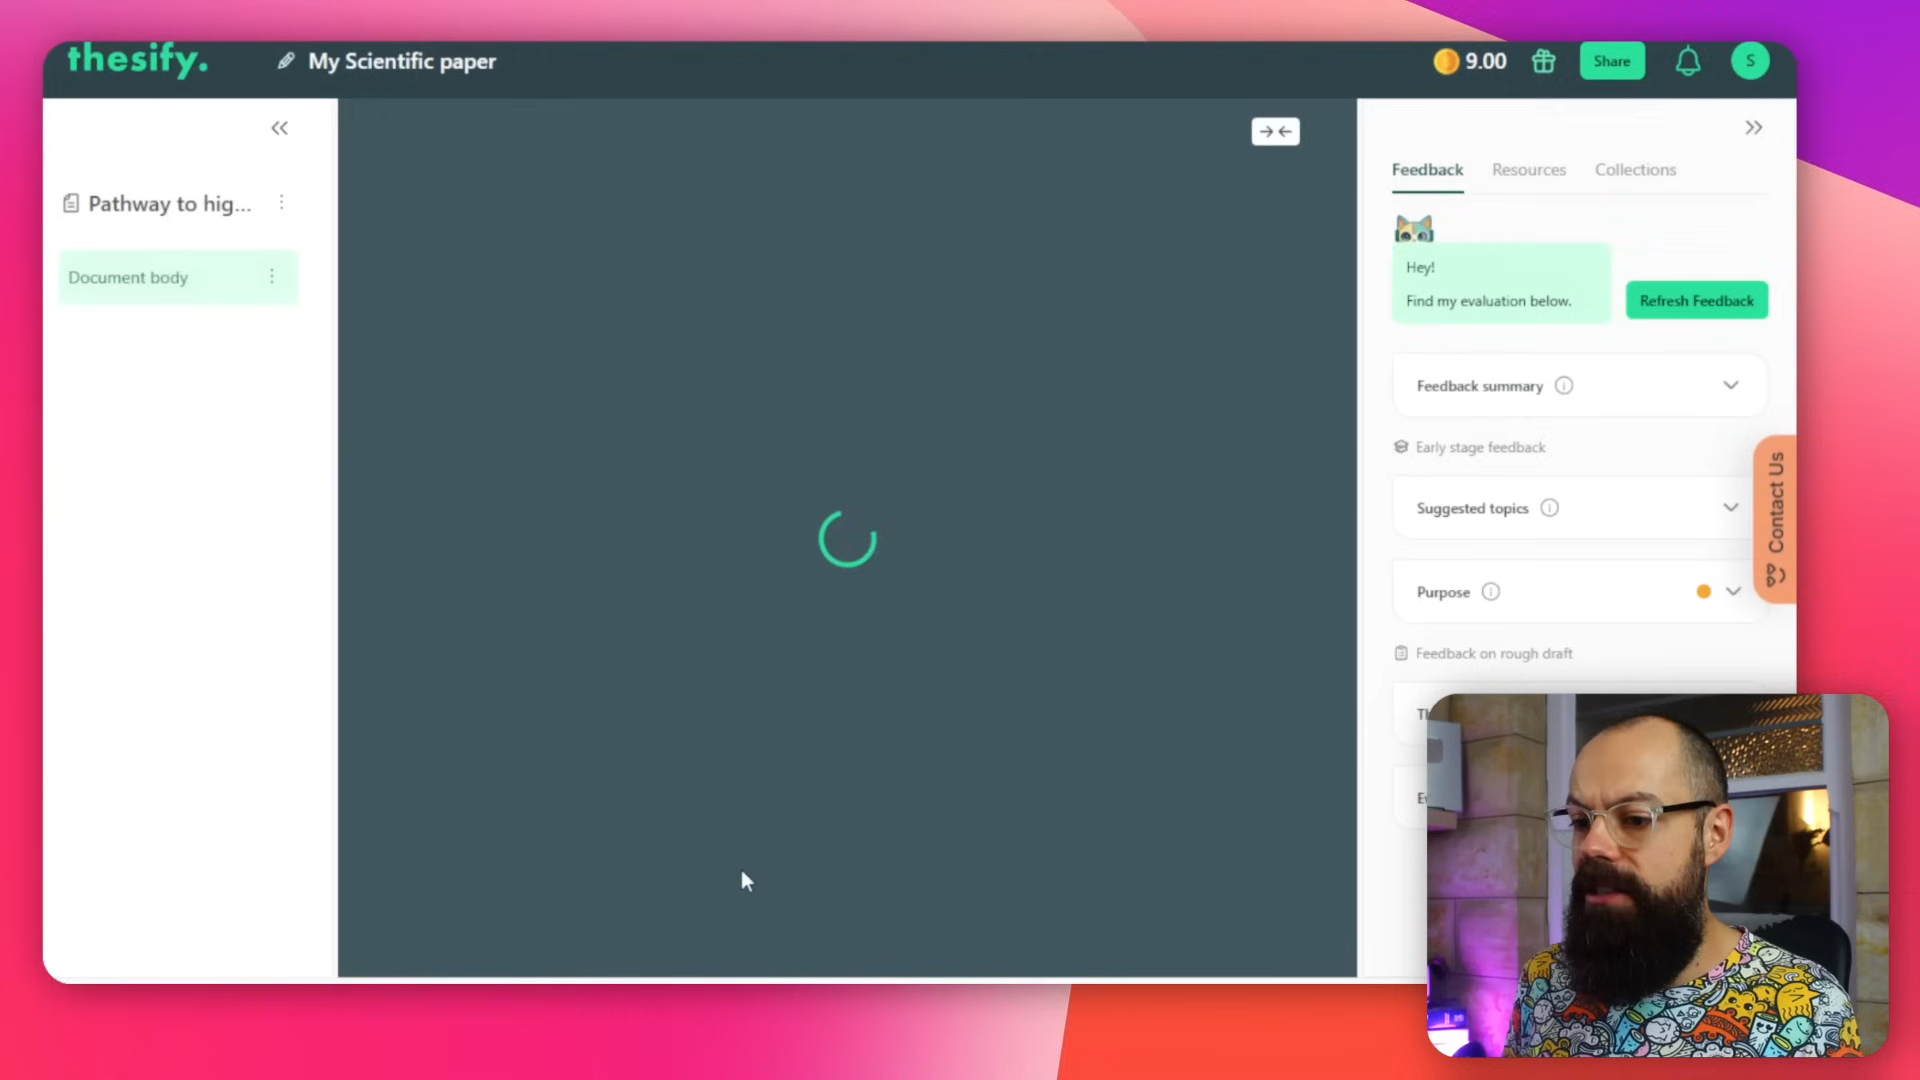 thesify.
My Scientific paper
9.00
Share
S
Pathway to hig...
Document body
Feedback
Resources
Collections
Hey!
Find my evaluation below.
Refresh Feedback
Feedback summary
Early stage feedback
Suggested topics
Purpose
Feedback on rough draft
Contact Us